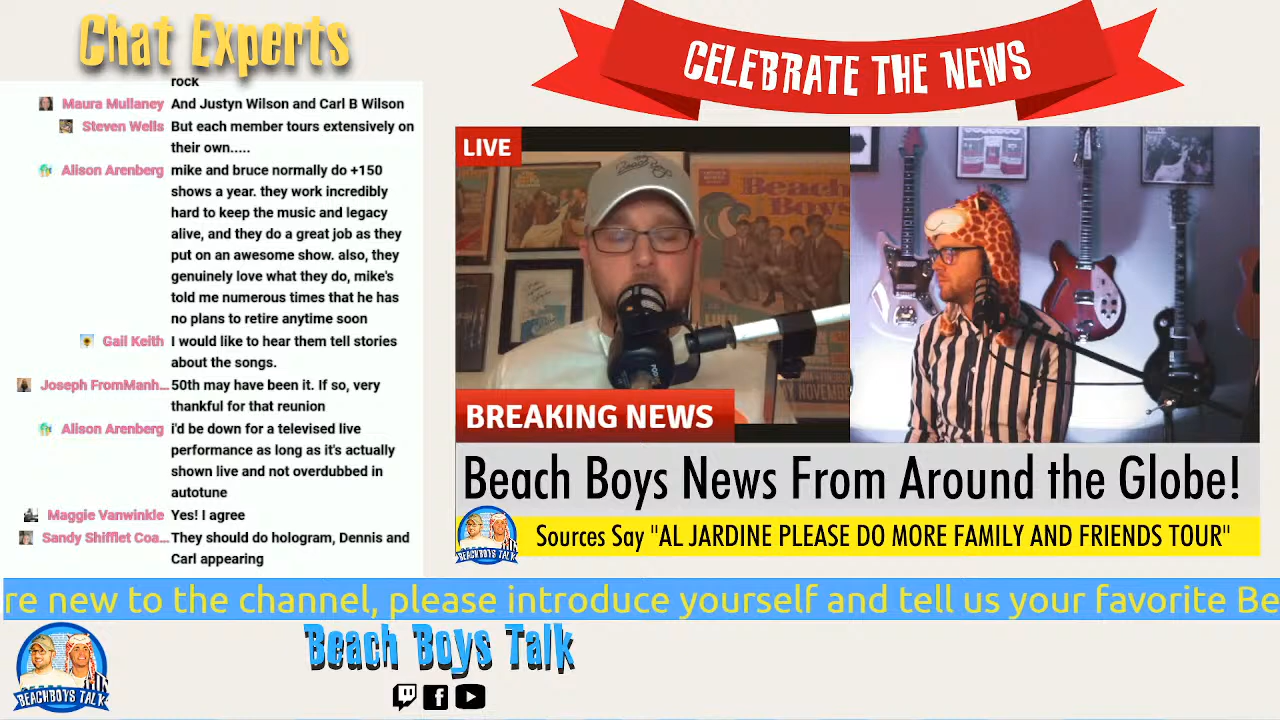 Chat Experts
rock
Maura Mullaney And Justyn Wilson and Carl B Wilson
Steven Wells But each member tours extensively on
their own.....
Alison Arenberg mike and bruce normally do +150
shows a year. they work incredibly
hard to keep the music and legacy
alive, and they do a great job as they
put on an awesome show. also, they
genuinely love what they do, mike's
told me numerous times that he has
no plans to retire anytime soon
Gail Keith I would like to hear them tell stories
about the songs.
Joseph FromManh... 50th may have been it. If so, very
thankful for that reunion
Alison Arenberg i'd be down for a televised live
performance as long as it's actually
shown live and not overdubbed in
autotune
Maggie Vanwinkle Yes! I agree
Sandy Shifflet Coa... They should do hologram, Dennis and
Carl appearing
CELEBRATE THE NEWS
LIVE
Beach
Boys
BREAKING NEWS
Beach Boys News From Around the Globe!
BEACH BOYS TALK
Sources Say "AL JARDINE PLEASE DO MORE FAMILY AND FRIENDS TOUR"
re new to the channel, please introduce yourself and tell us your favorite Be
BEACH BOYS TALK
Beach Boys Talk